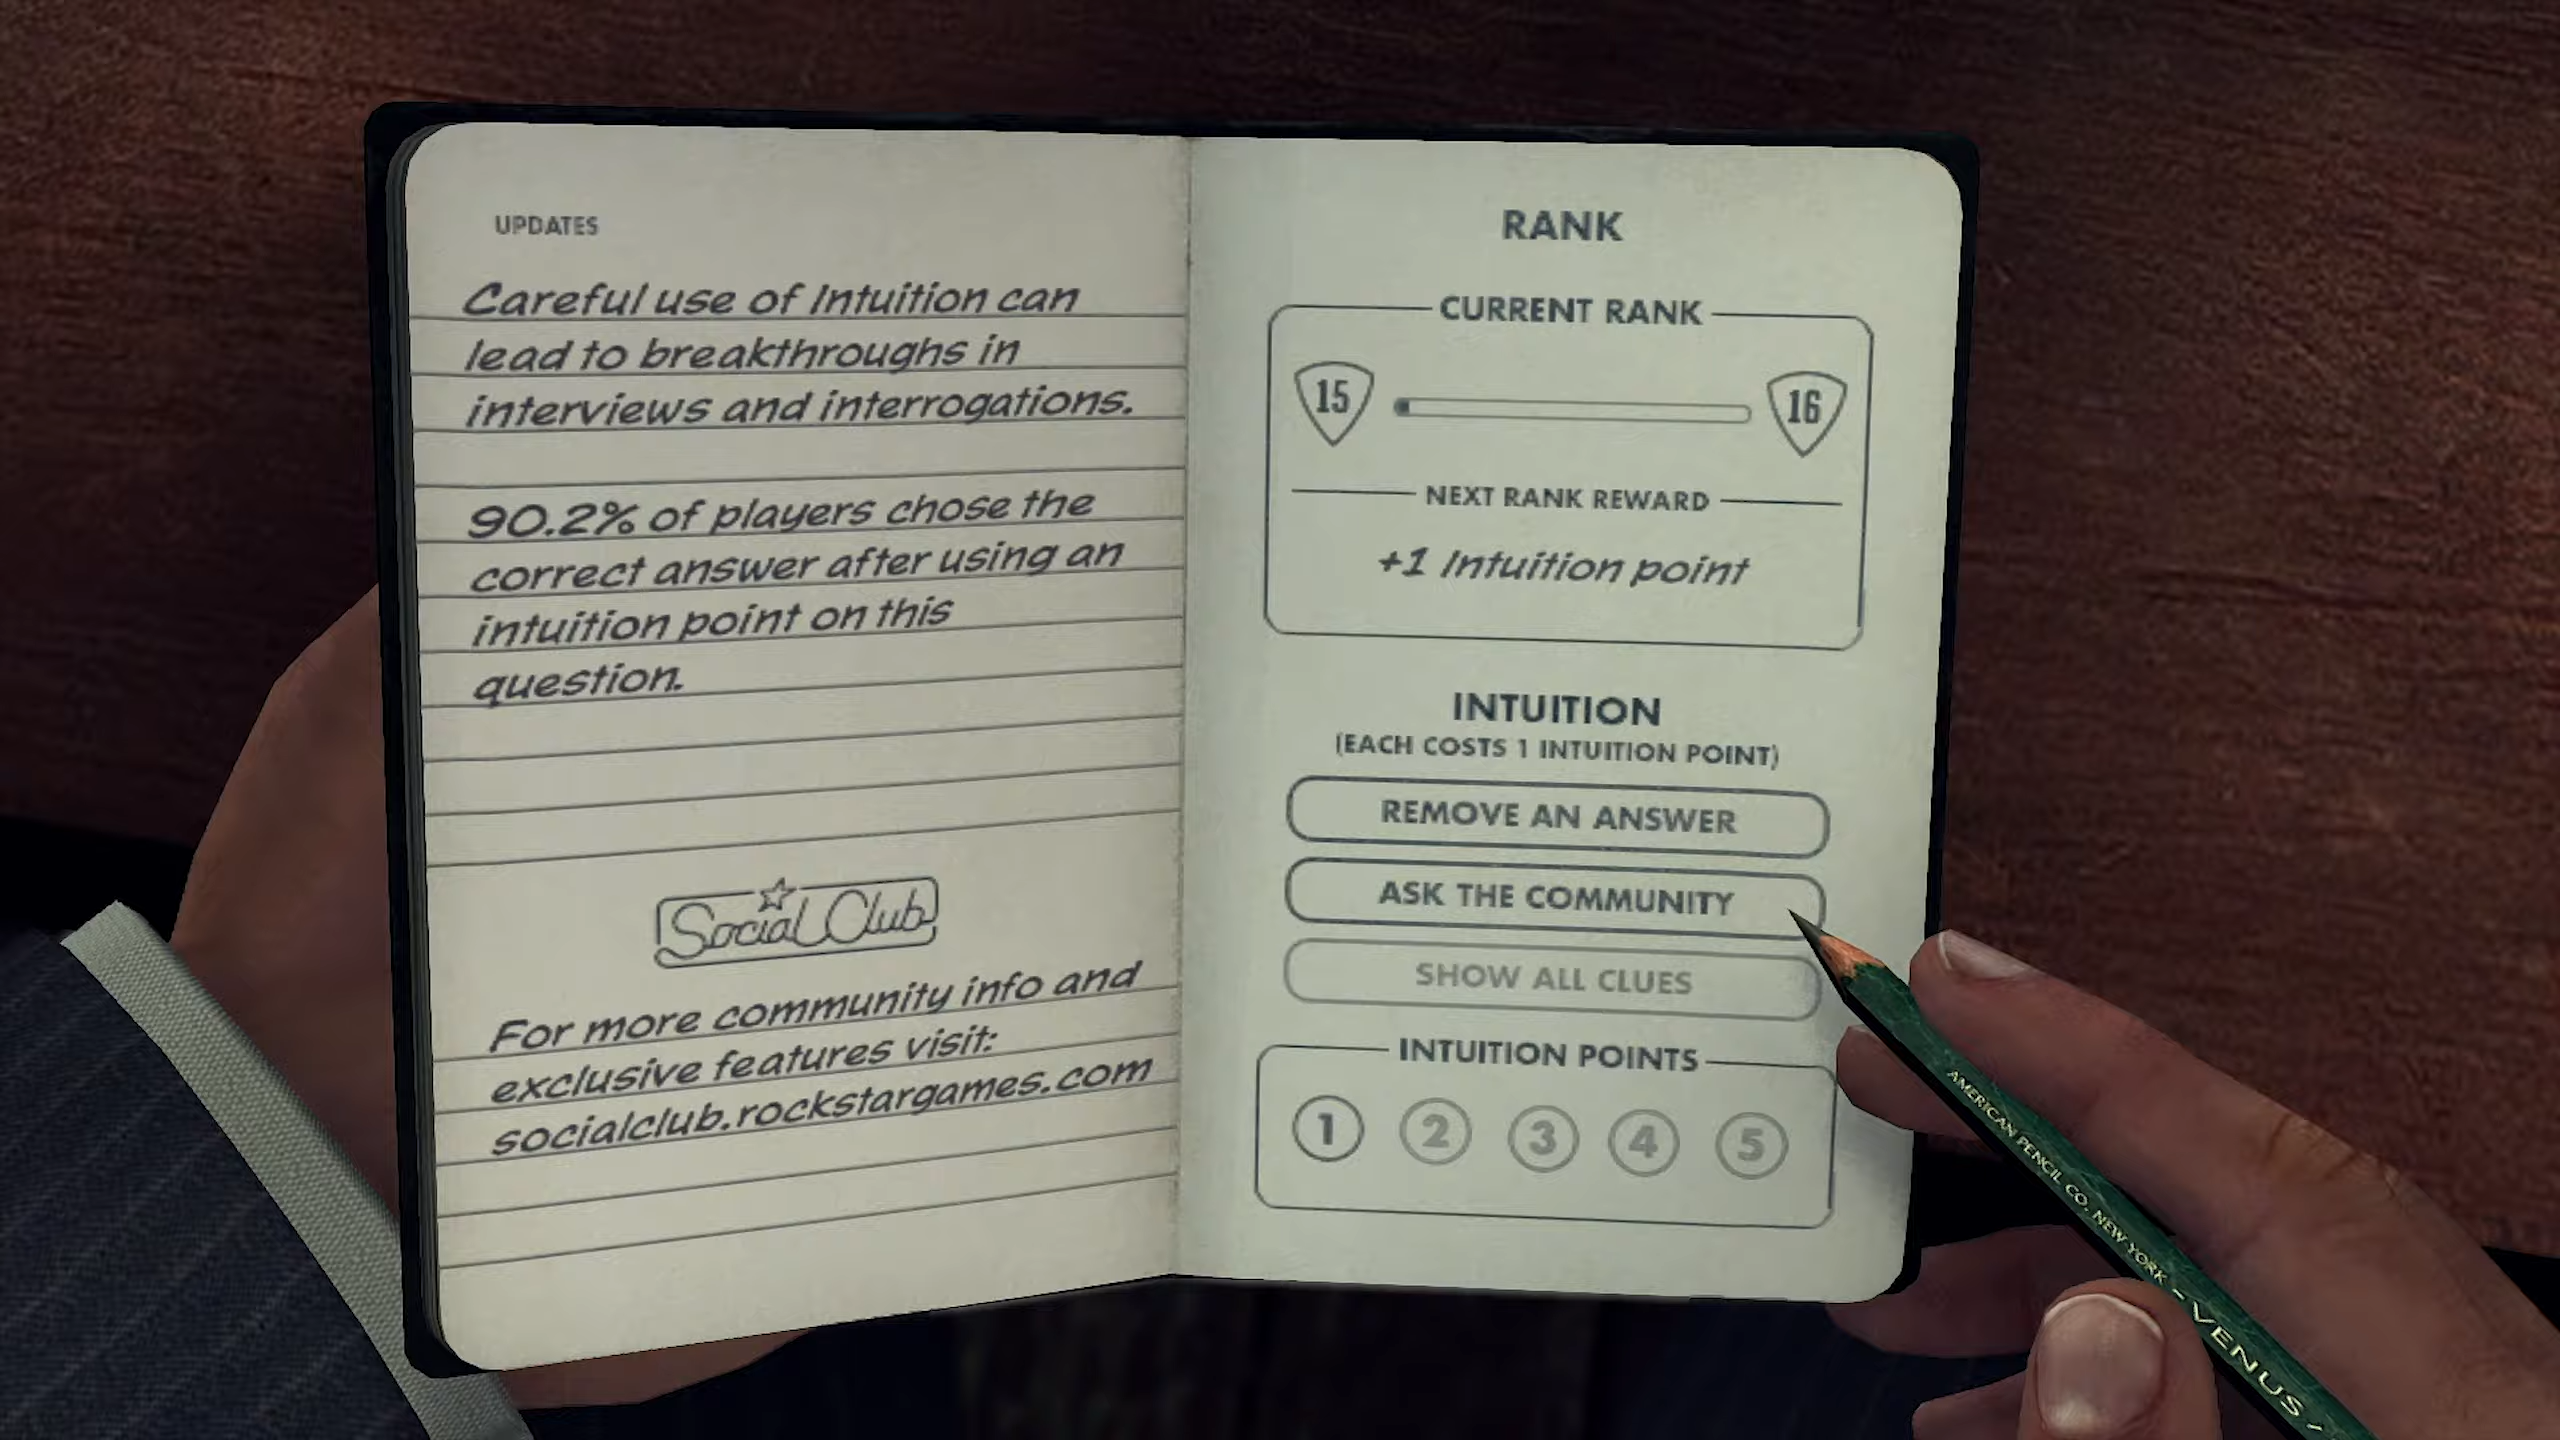 UPDATES
Careful use of Intuition can
lead to breakthroughs in
interviews and interrogations.
90.2% of players chose the
correct answer after using an
intuition point on this
question.
Social Club
For more community info and
exclusive features visit:
socialclub.rockstargames.com
RANK
CURRENT RANK
15
16
NEXT RANK REWARD
+1 Intuition point
INTUITION
(EACH COSTS 1 INTUITION POINT)
REMOVE AN ANSWER
ASK THE COMMUNITY
SHOW ALL CLUES
INTUITION POINTS
1 2 3 4 5
AMERICAN PENCIL CO. NEW YORK - VENUS